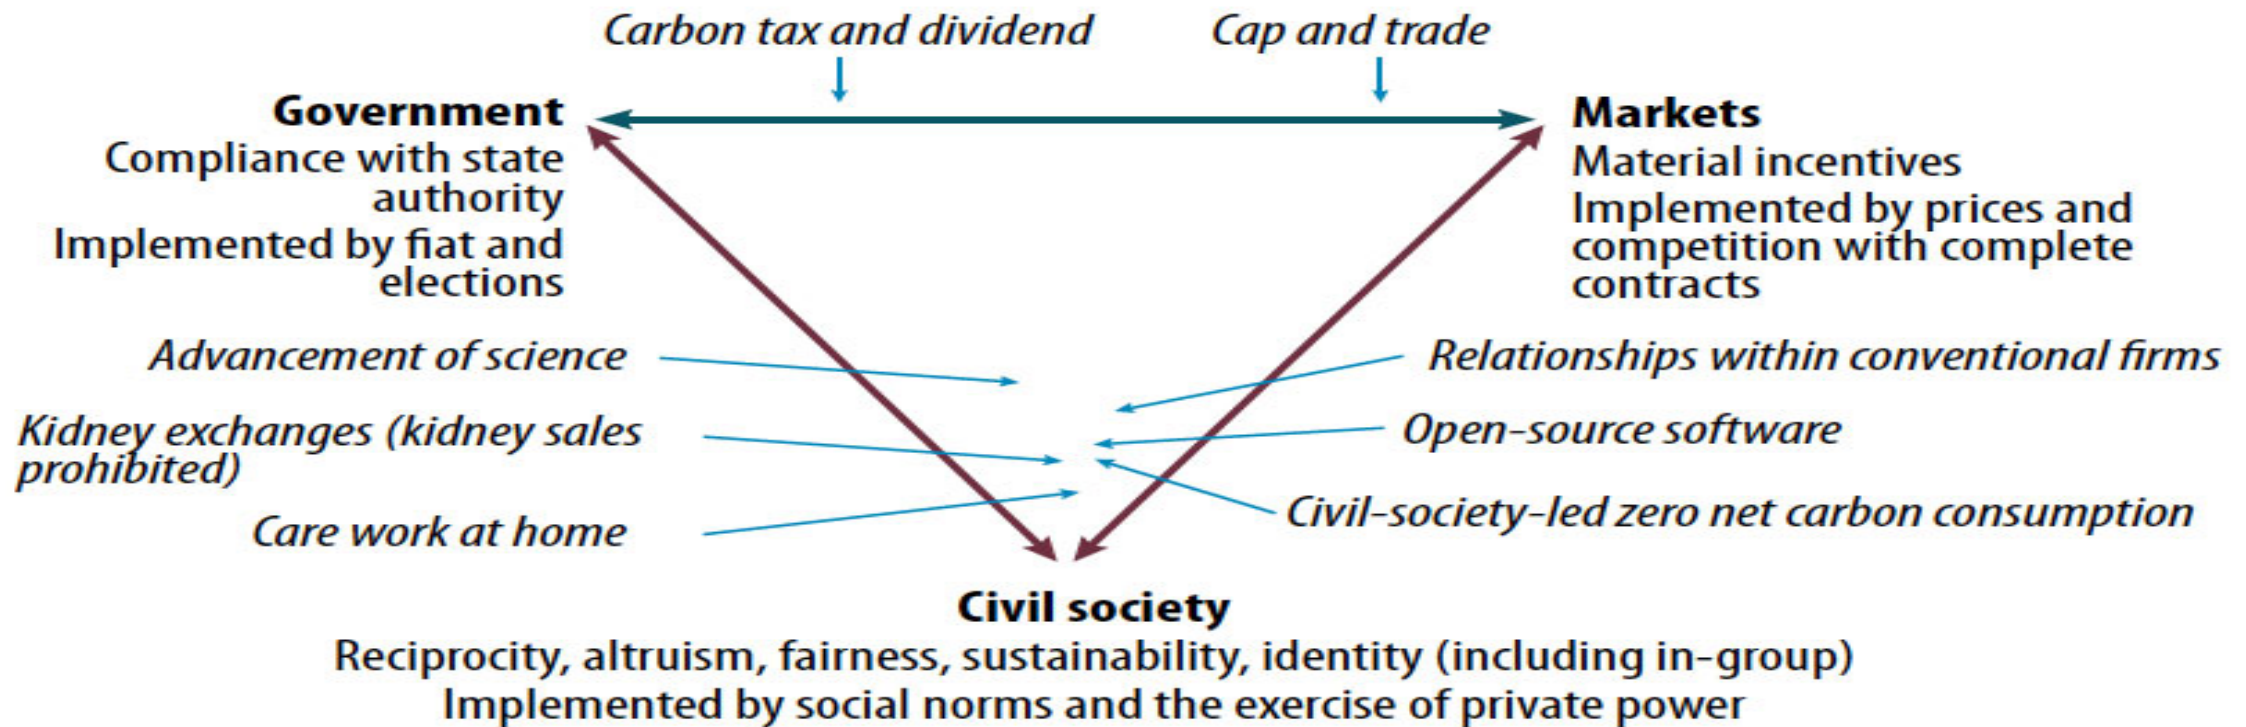 Carbon tax and dividend
Cap and trade
Government
Compliance with state
authority
Implemented by fiat and
elections
Markets
Material incentives
Implemented by prices and
competition with complete
contracts
Advancement of science
Relationships within conventional firms
Kidney exchanges (kidney sales
prohibited)
Open-source software
Care work at home
Civil-society-led zero net carbon consumption
Civil society
Reciprocity, altruism, fairness, sustainability, identity (including in-group)
Implemented by social norms and the exercise of private power